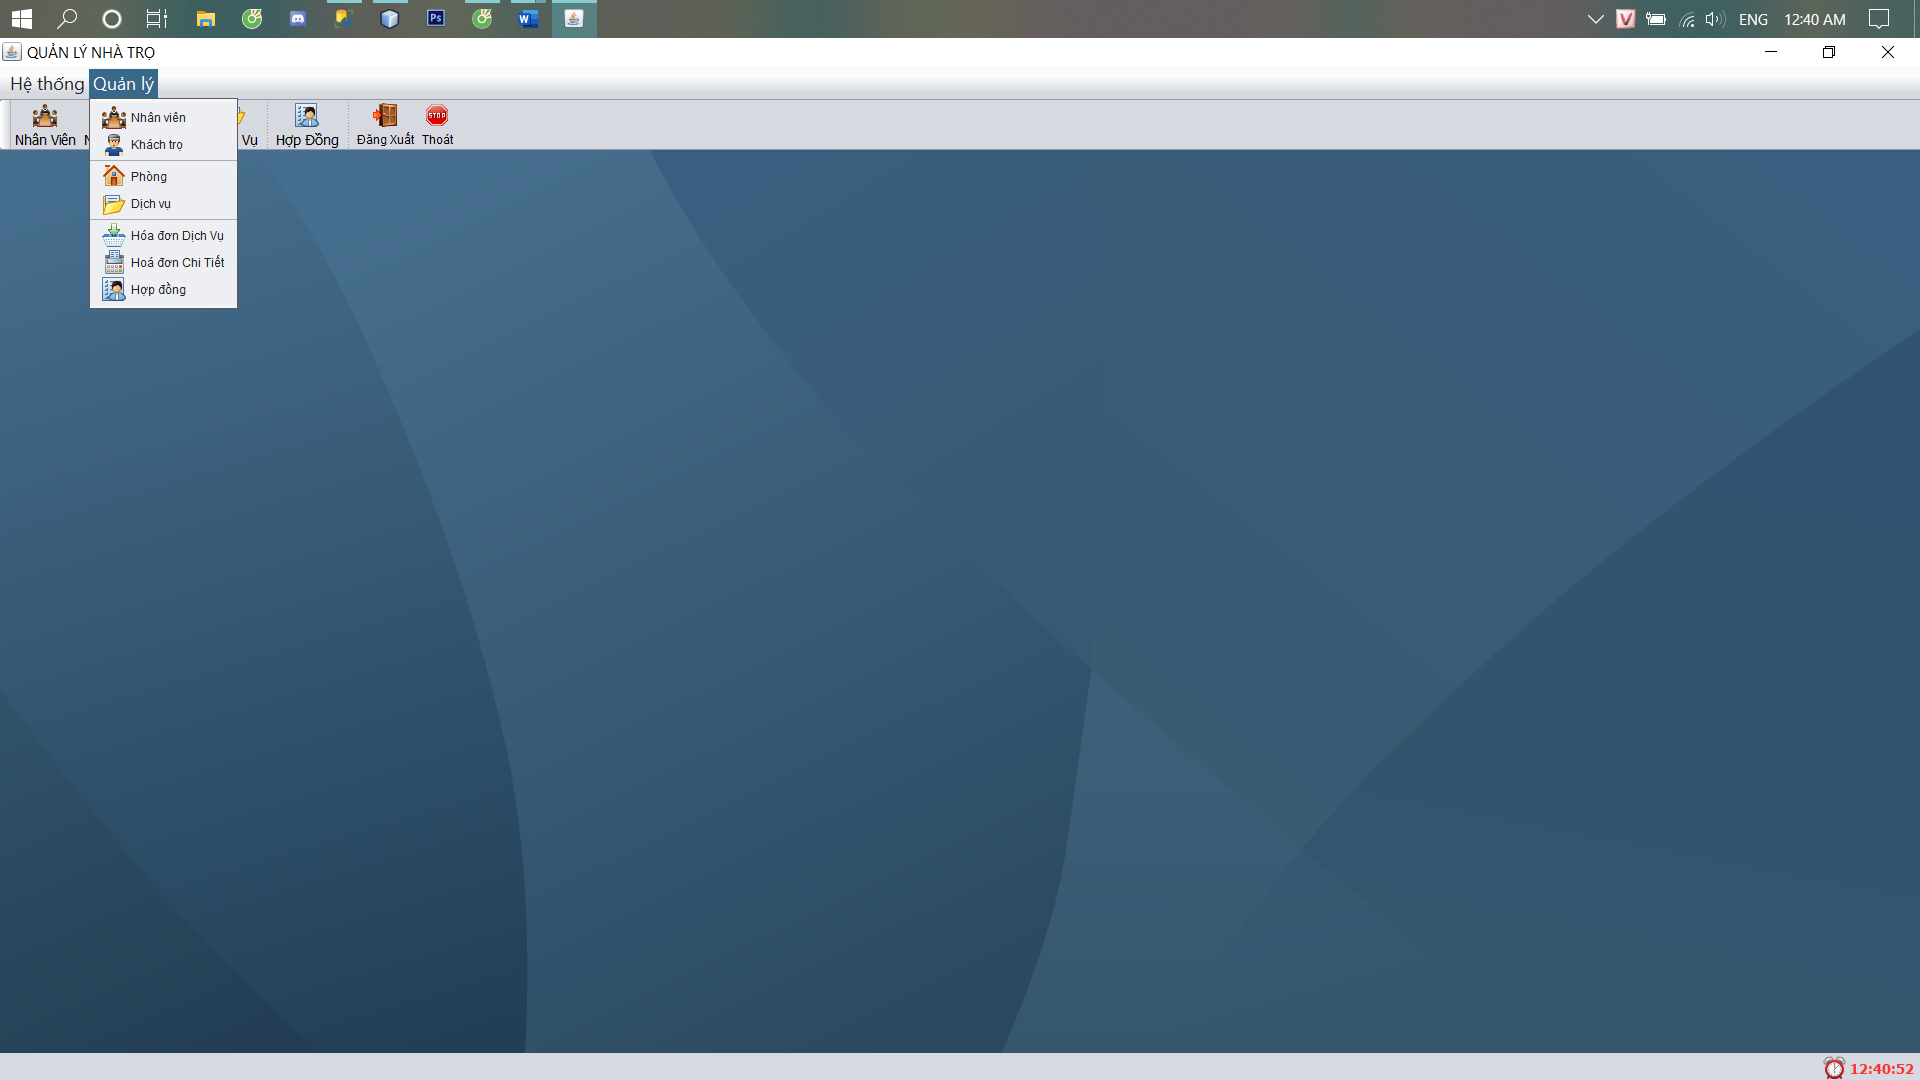 ENG 12:40 AM
QUẢN LÝ NHÀ TRỌ
Hệ thống Quản lý
Nhân Viên N Vụ Hợp Đồng Đăng Xuất STOP Thoát
Nhân viên
Khách trọ
Phòng
Dịch vụ
Hóa đơn Dịch Vụ
Hoá đơn Chi Tiết
Hợp đồng
12:40:52